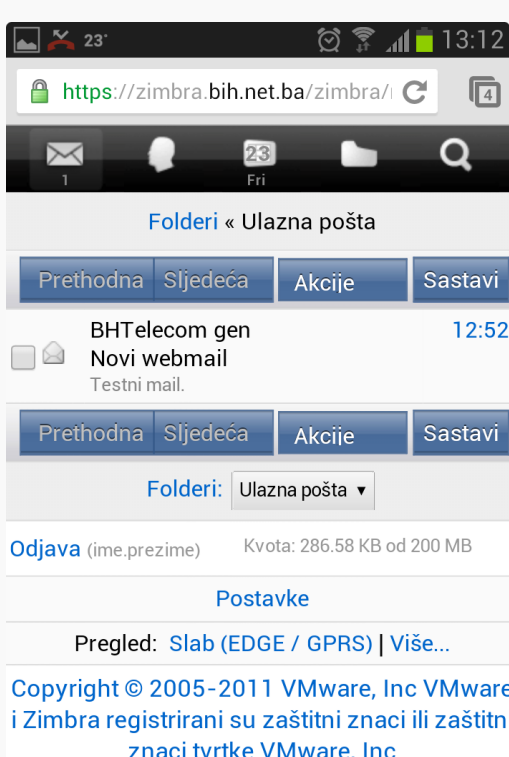 23°
13:12
https://zimbra.bih.net.ba/zimbra/
4
1
23
Fri
Folderi « Ulazna pošta
Prethodna Sljedeća Akcije Sastavi
BHTelecom gen 12:52
Novi webmail
Testni mail.
Prethodna Sljedeća Akcije Sastavi
Folderi: Ulazna pošta ▾
Odjava (ime.prezime) Kvota: 286.58 KB od 200 MB
Postavke
Pregled: Slab (EDGE / GPRS) | Više...
Copyright © 2005-2011 VMware, Inc VMware
i Zimbra registrirani su zaštitni znaci ili zaštitn
znaci tvrtke VMware, Inc